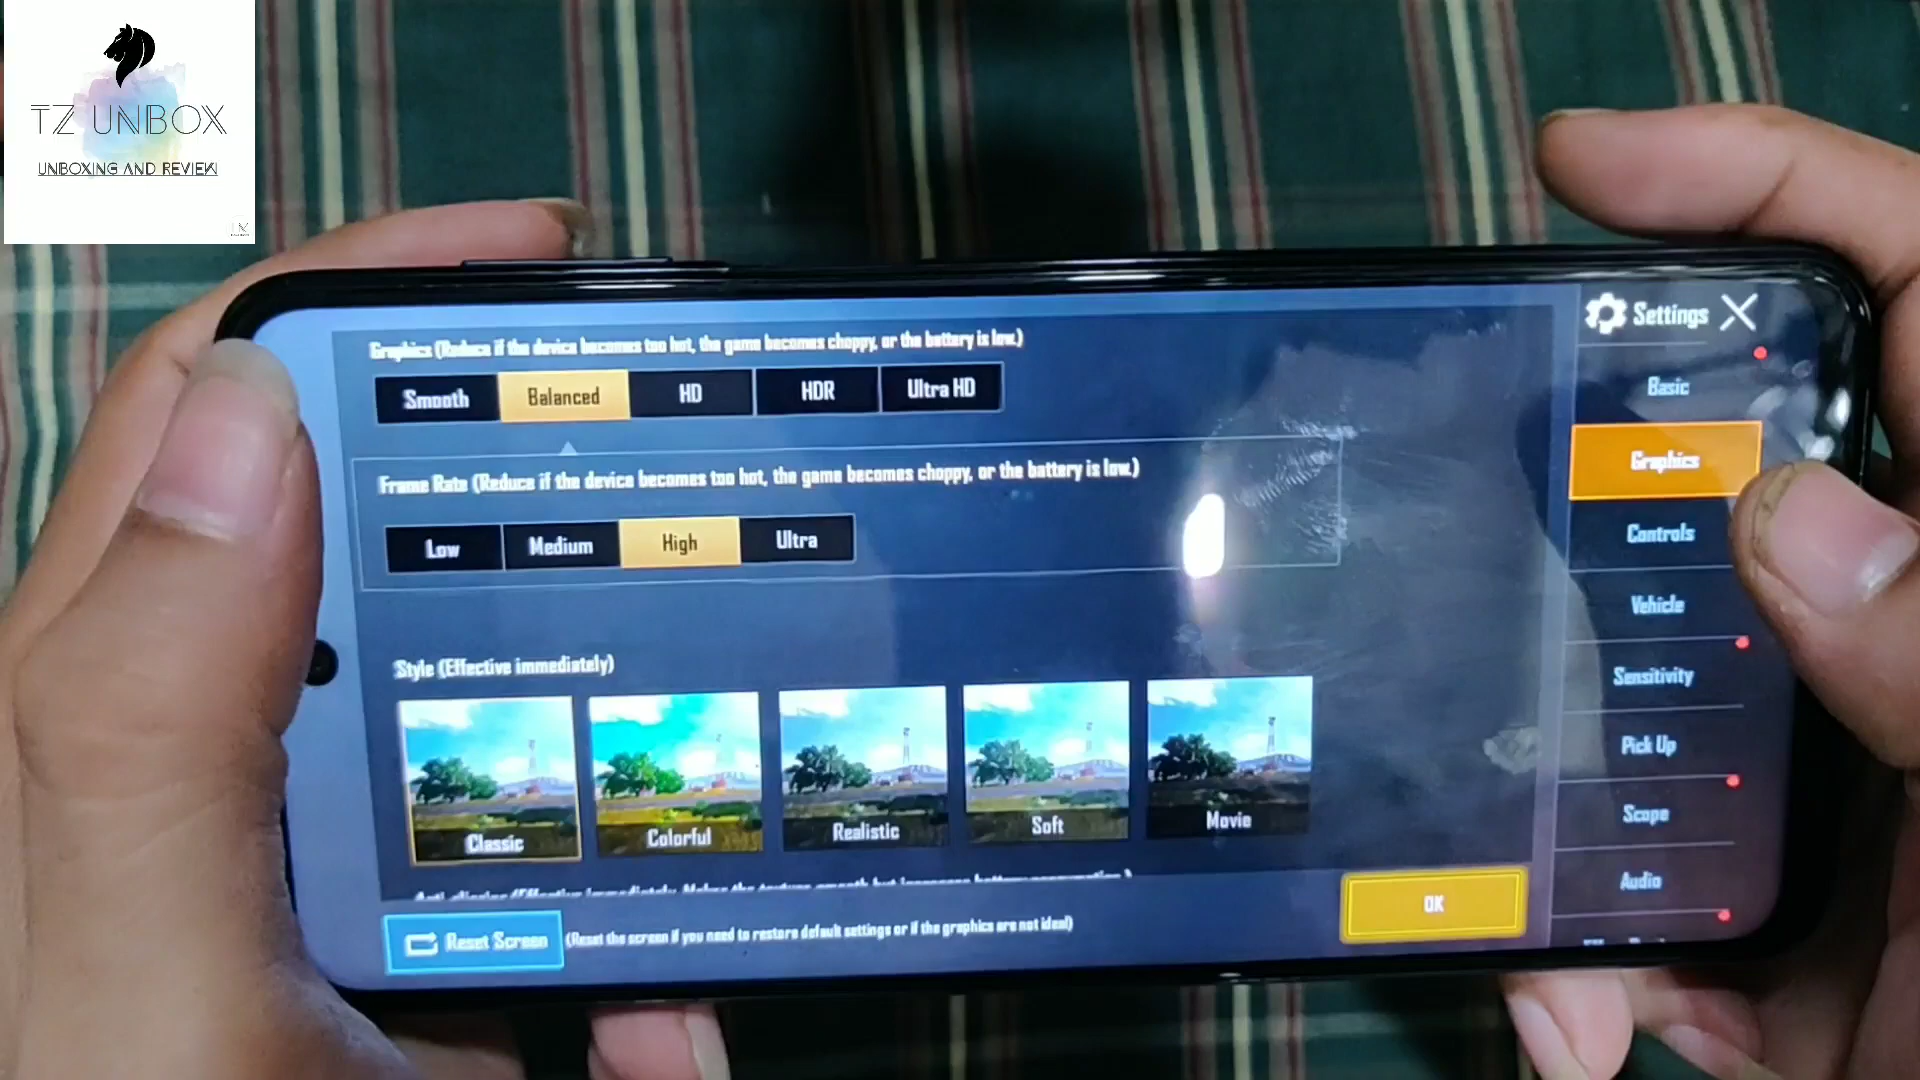 TZ UNBOX
UNBOXING AND REVIEW
Settings
Graphics (Reduce if the device becomes too hot, the game becomes choppy, or the battery is low.)
Smooth
Balanced
HD
HDR
Ultra HD
Frame Rate (Reduce if the device becomes too hot, the game becomes choppy, or the battery is low.)
Low
Medium
High
Ultra
Style (Effective immediately)
Classic
Colorful
Realistic
Soft
Movie
Reset Screen
(Reset the screen if you need to restore default settings or if the graphics are not ideal)
OK
Basic
Graphics
Controls
Vehicle
Sensitivity
Pick Up
Scope
Audio